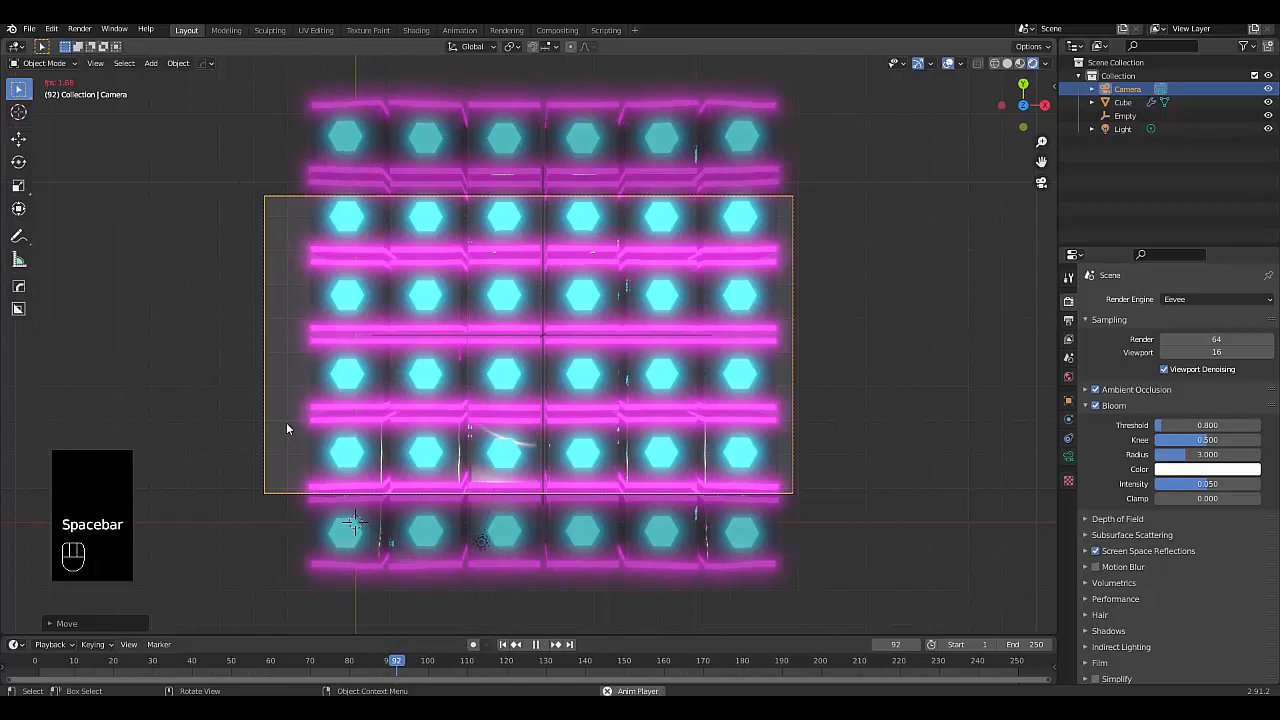 File Edit Render Window Help Layout Modeling Sculpting UV Editing Texture Paint Shading Animation Rendering Compositing Scripting + Scene View Layer
Global Options
Object Mode View Select Add Object
fps: 1.68
(92) Collection | Camera
Scene Collection
Collection
Camera
Cube
Empty
Light
Y
X
Z
Scene
Render Engine Eevee
Sampling
Render 64
Viewport 16
Viewport Denoising
Ambient Occlusion
Bloom
Threshold 0.800
Knee 0.500
Radius 3.000
Color
Intensity 0.050
Clamp 0.000
Depth of Field
Subsurface Scattering
Screen Space Reflections
Motion Blur
Volumetrics
Performance
Hair
Shadows
Indirect Lighting
Film
Simplify
Spacebar
Move
Playback Keying View Marker 92 Start 1 End 250
0 10 20 30 40 50 60 70 80 92 100 110 120 130 140 150 160 170 180 190 200 210 220 230 240 250
Select Box Select Rotate View Object Context Menu Anim Player 2.91.2